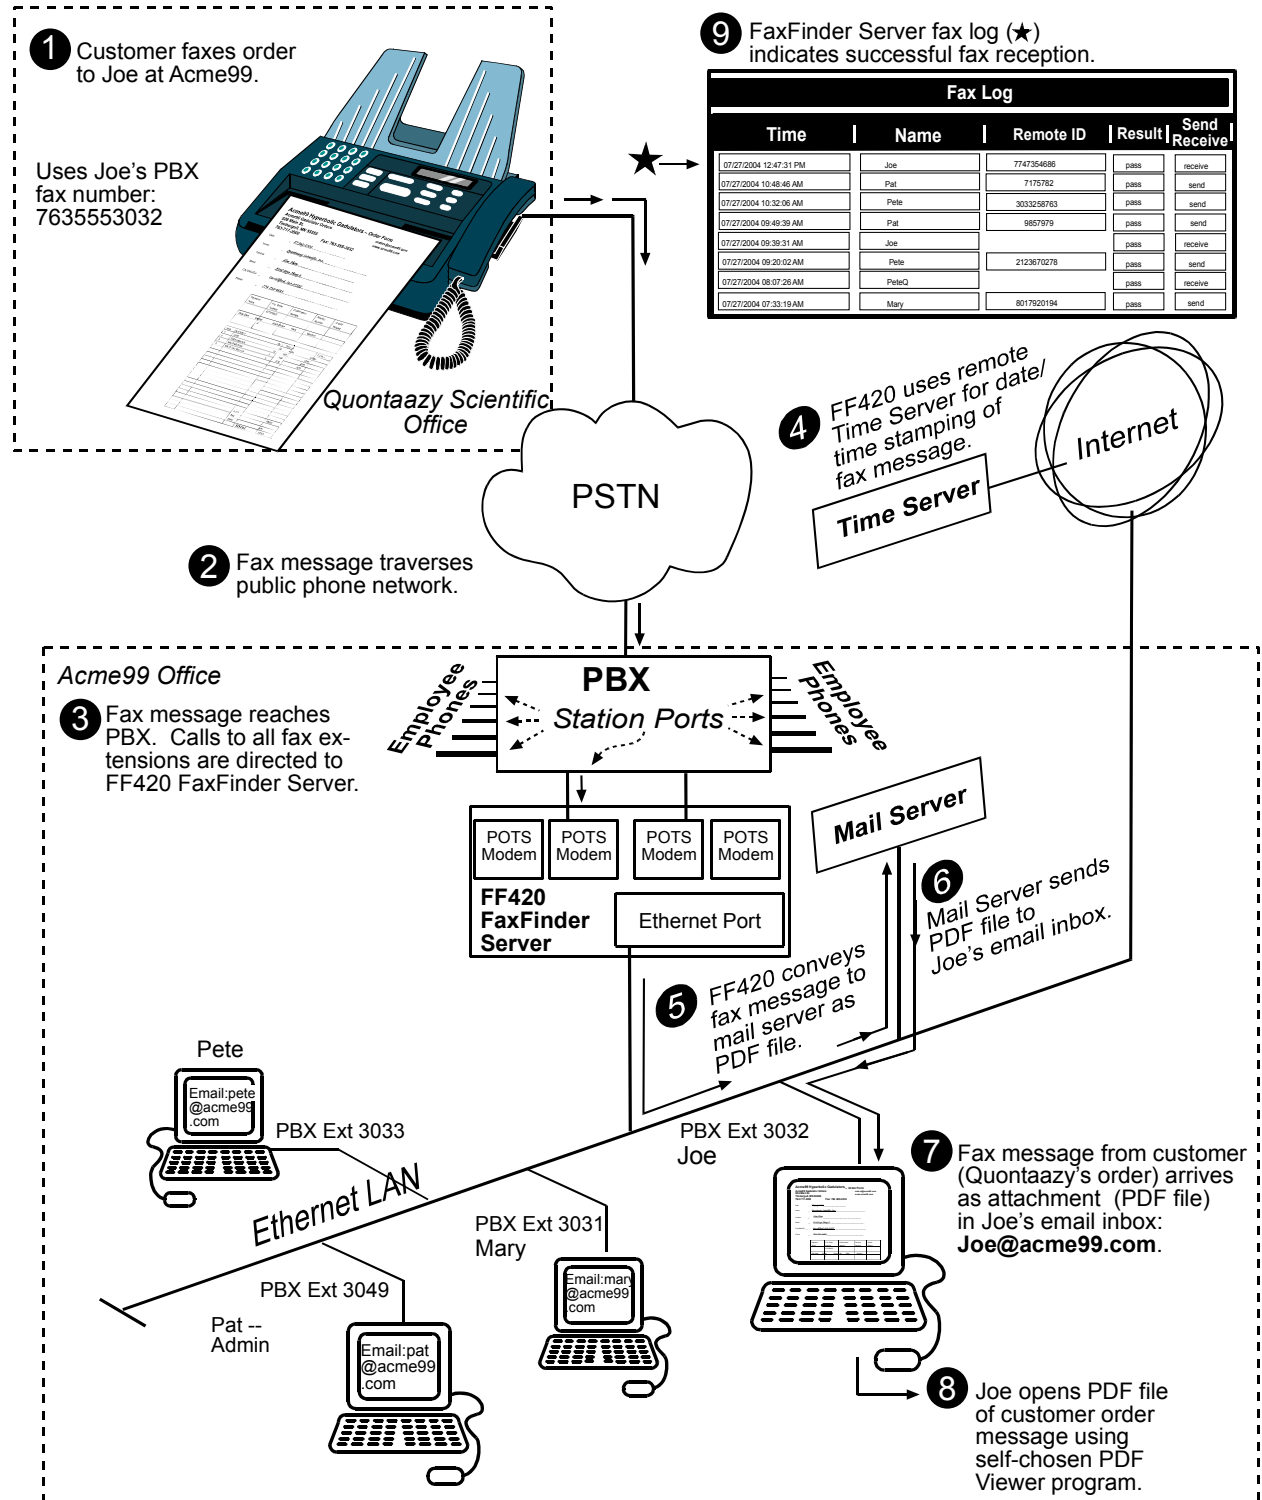 1 Customer faxes order
to Joe at Acme99.
Uses Joe's PBX
fax number:
7635553032
Acme99 Hyperbolic Gadulators -- Order Form
Quontaazy Scientific
Office
9 FaxFinder Server fax log (★)
indicates successful fax reception.
Fax Log
Time Name Remote ID Result Send Receive
07/27/2004 12:47:31 PM Joe 7747354686 pass receive
07/27/2004 10:48:46 AM Pat 7175782 pass send
07/27/2004 10:32:06 AM Pete 3033258763 pass send
07/27/2004 09:49:39 AM Pat 9857979 pass send
07/27/2004 09:39:31 AM Joe pass receive
07/27/2004 09:20:02 AM Pete 2123670278 pass send
07/27/2004 08:07:26 AM PeteQ pass receive
07/27/2004 07:33:19 AM Mary 8017920194 pass send
4 FF420 uses remote
Time Server for date/
time stamping of
fax message.
Internet
Time Server
PSTN
2 Fax message traverses
public phone network.
Acme99 Office
3 Fax message reaches
PBX. Calls to all fax ex-
tensions are directed to
FF420 FaxFinder Server.
Employee
Phones
PBX
Station Ports
Employee
Phones
POTS
Modem
POTS
Modem
POTS
Modem
POTS
Modem
FF420
FaxFinder
Server
Ethernet Port
Mail Server
6
Mail Server sends
PDF file to
Joe's email inbox.
5 FF420 conveys
fax message to
mail server as
PDF file.
Pete
Email:pete
@acme99
.com
PBX Ext 3033
Ethernet LAN
PBX Ext 3032
Joe
PBX Ext 3031
Mary
Email:mary
@acme99
.com
PBX Ext 3049
Pat --
Admin
Email:pat
@acme99
.com
7 Fax message from customer
(Quontaazy's order) arrives
as attachment (PDF file)
in Joe's email inbox:
Joe@acme99.com.
8 Joe opens PDF file
of customer order
message using
self-chosen PDF
Viewer program.